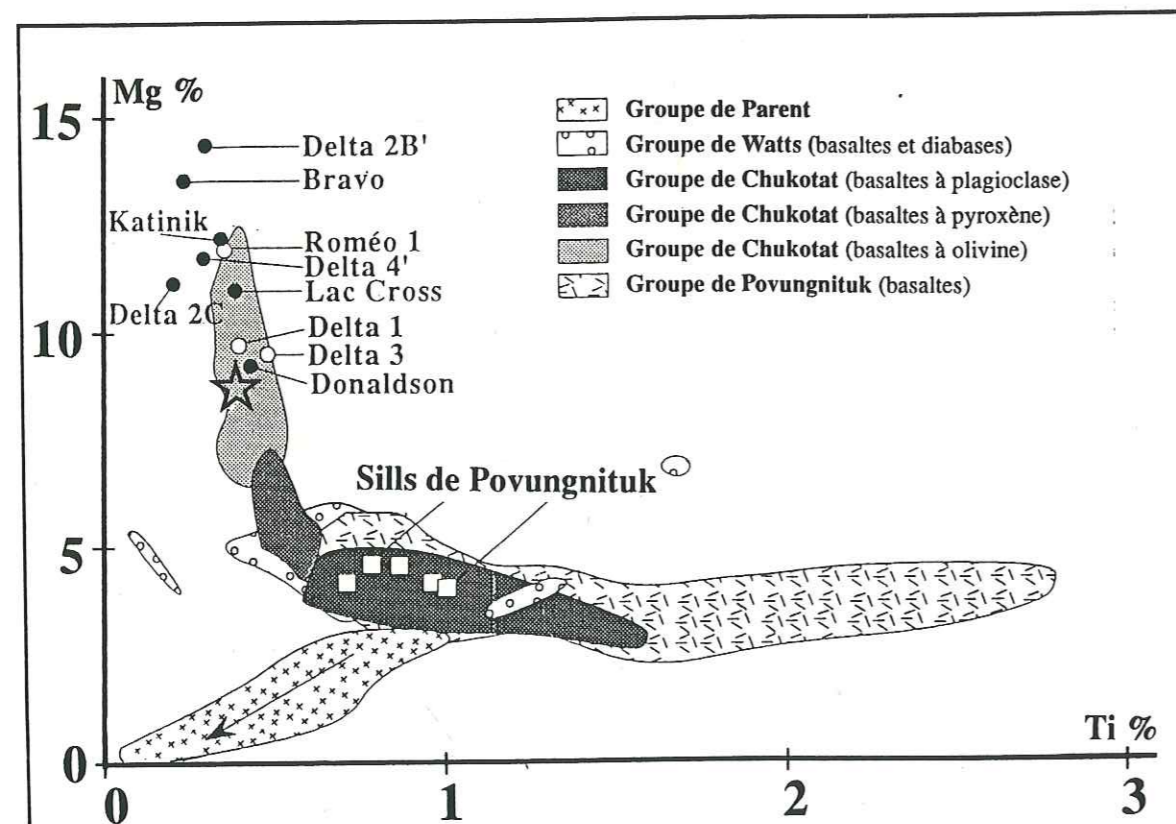 Mg %
15
10
5
0
Delta 2B'
Bravo
Katinik
Roméo 1
Delta 4'
Lac Cross
Delta 2C
Delta 1
Delta 3
Donaldson
Groupe de Parent
Groupe de Watts (basaltes et diabases)
Groupe de Chukotat (basaltes à plagioclase)
Groupe de Chukotat (basaltes à pyroxène)
Groupe de Chukotat (basaltes à olivine)
Groupe de Povungnituk (basaltes)
Sills de Povungnituk
Ti %
0
1
2
3